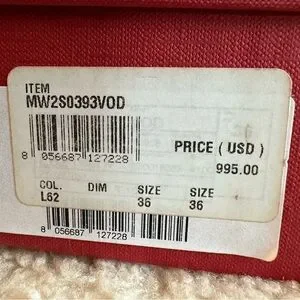 ITEM
MW2S0393VOD
8 056687 127228
PRICE ( USD )
995.00
COL. DIM SIZE SIZE
L62 36 36
8 056687 127228